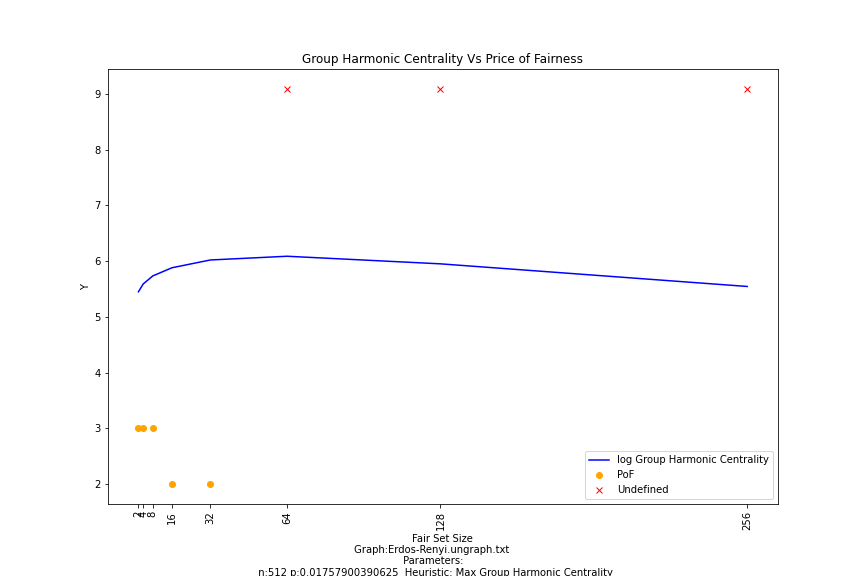 Group Harmonic Centrality Vs Price of Fairness
9
8
7
6
Y
5
4
3
2
log Group Harmonic Centrality
PoF
Undefined
2 4 8 16 32 64 128 256
Fair Set Size
Graph:Erdos-Renyi.ungraph.txt
Parameters:
n:512 p:0.01757900390625 Heuristic: Max Group Harmonic Centrality